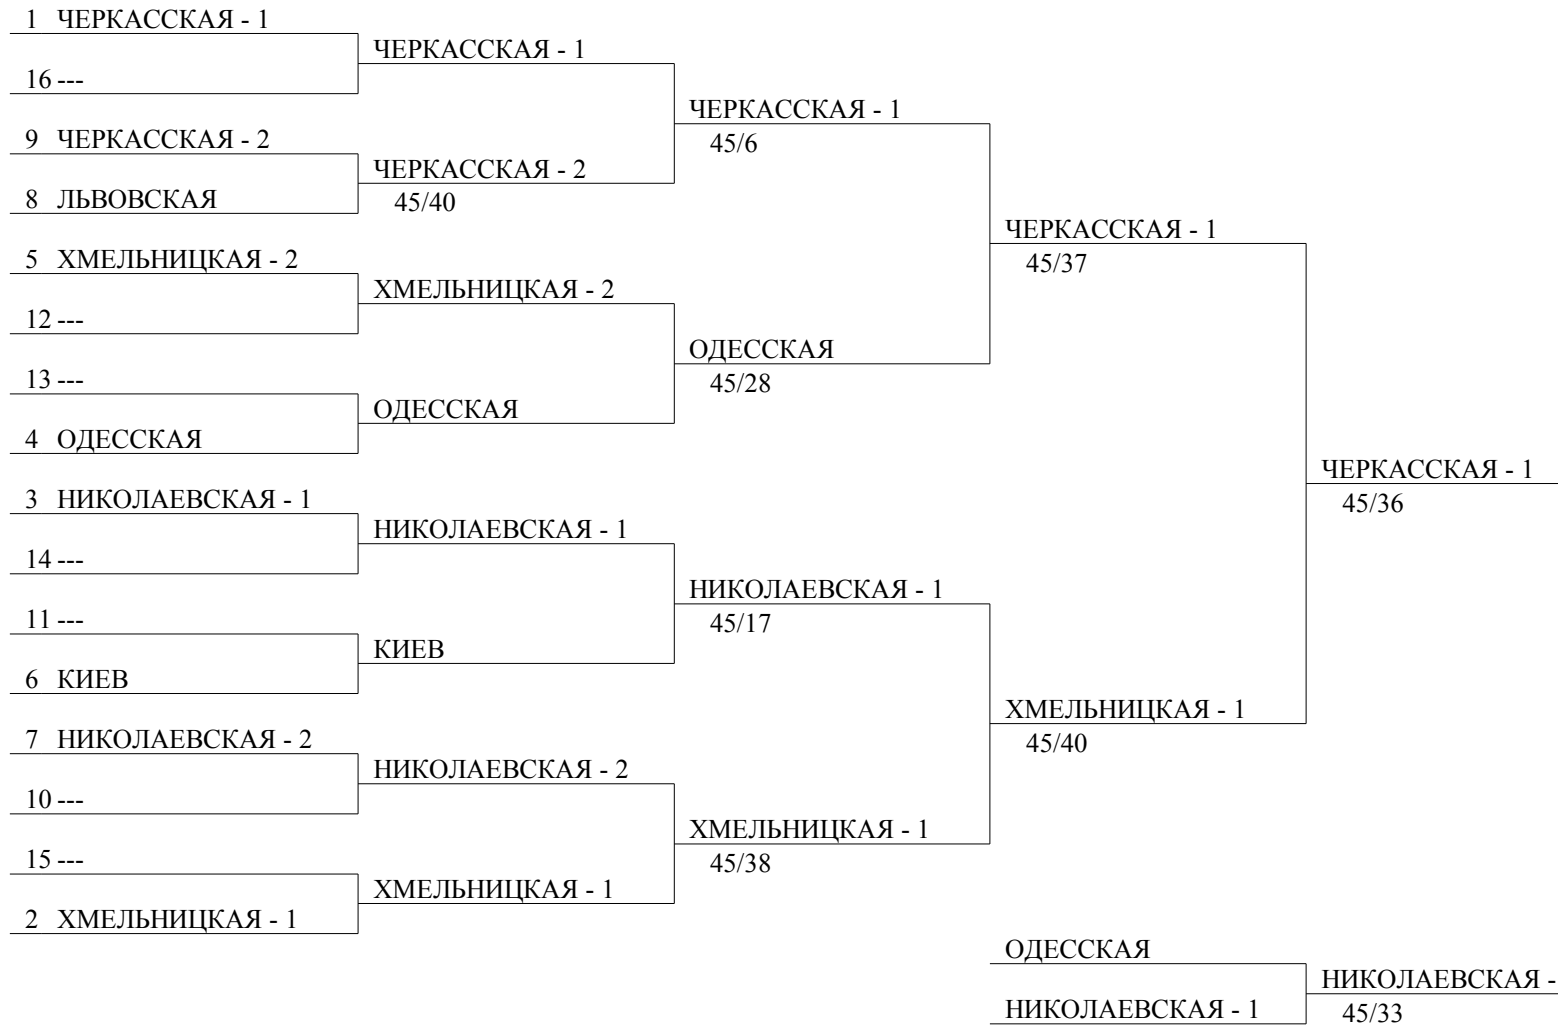 1 ЧЕРКАССКАЯ - 1
16 ---
9 ЧЕРКАССКАЯ - 2
8 ЛЬВОВСКАЯ
5 ХМЕЛЬНИЦКАЯ - 2
12 ---
13 ---
4 ОДЕССКАЯ
3 НИКОЛАЕВСКАЯ - 1
14 ---
11 ---
6 КИЕВ
7 НИКОЛАЕВСКАЯ - 2
10 ---
15 ---
2 ХМЕЛЬНИЦКАЯ - 1
ЧЕРКАССКАЯ - 1
ЧЕРКАССКАЯ - 2
45/40
ХМЕЛЬНИЦКАЯ - 2
ОДЕССКАЯ
НИКОЛАЕВСКАЯ - 1
КИЕВ
НИКОЛАЕВСКАЯ - 2
ХМЕЛЬНИЦКАЯ - 1
ЧЕРКАССКАЯ - 1
45/6
ОДЕССКАЯ
45/28
НИКОЛАЕВСКАЯ - 1
45/17
ХМЕЛЬНИЦКАЯ - 1
45/38
ЧЕРКАССКАЯ - 1
45/37
ХМЕЛЬНИЦКАЯ - 1
45/40
ЧЕРКАССКАЯ - 1
45/36
ОДЕССКАЯ
НИКОЛАЕВСКАЯ - 1
НИКОЛАЕВСКАЯ -
45/33